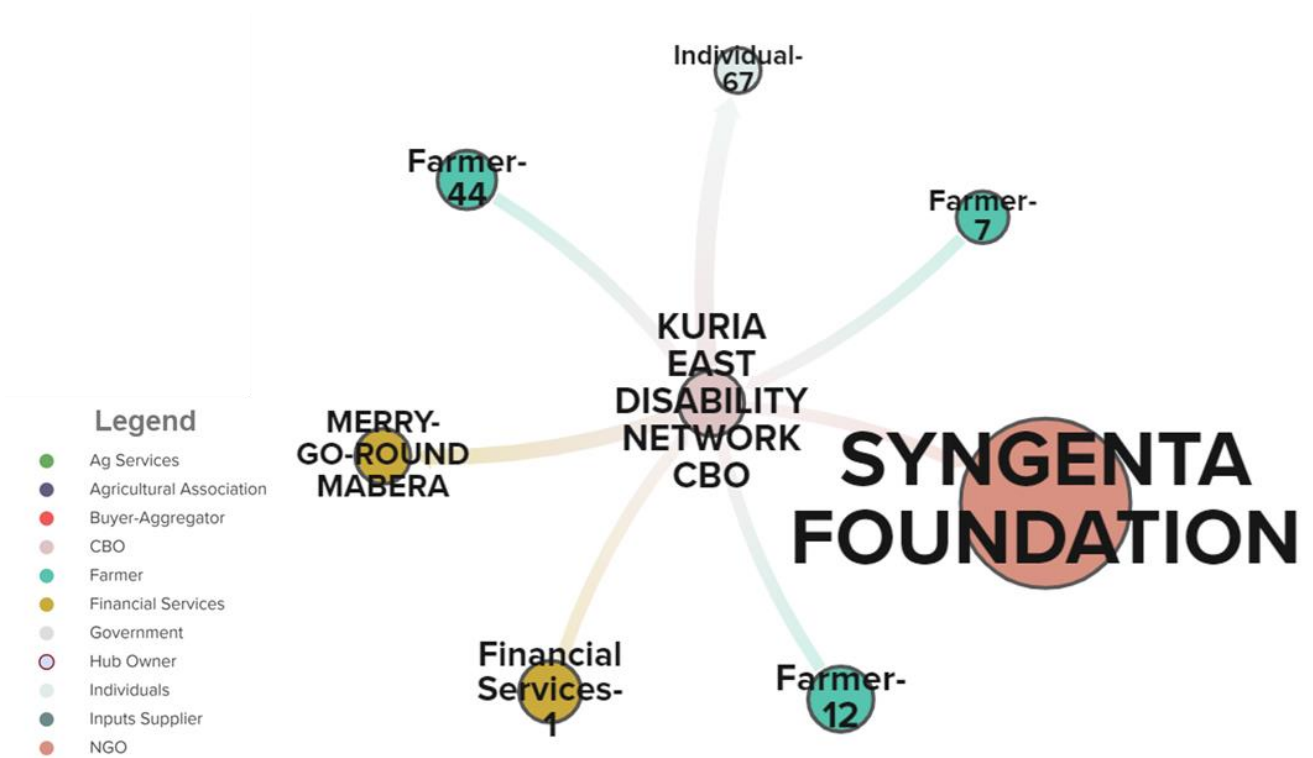 Individual-
67
Farmer-
44
Farmer-
7
KURIA
EAST
DISABILITY
NETWORK
CBO
MERRY-
GO-ROUND
MABERA
SYNGENTA
FOUNDATION
Financial
Services-
1
Farmer-
12
Legend
Ag Services
Agricultural Association
Buyer-Aggregator
CBO
Farmer
Financial Services
Government
Hub Owner
Individuals
Inputs Supplier
NGO